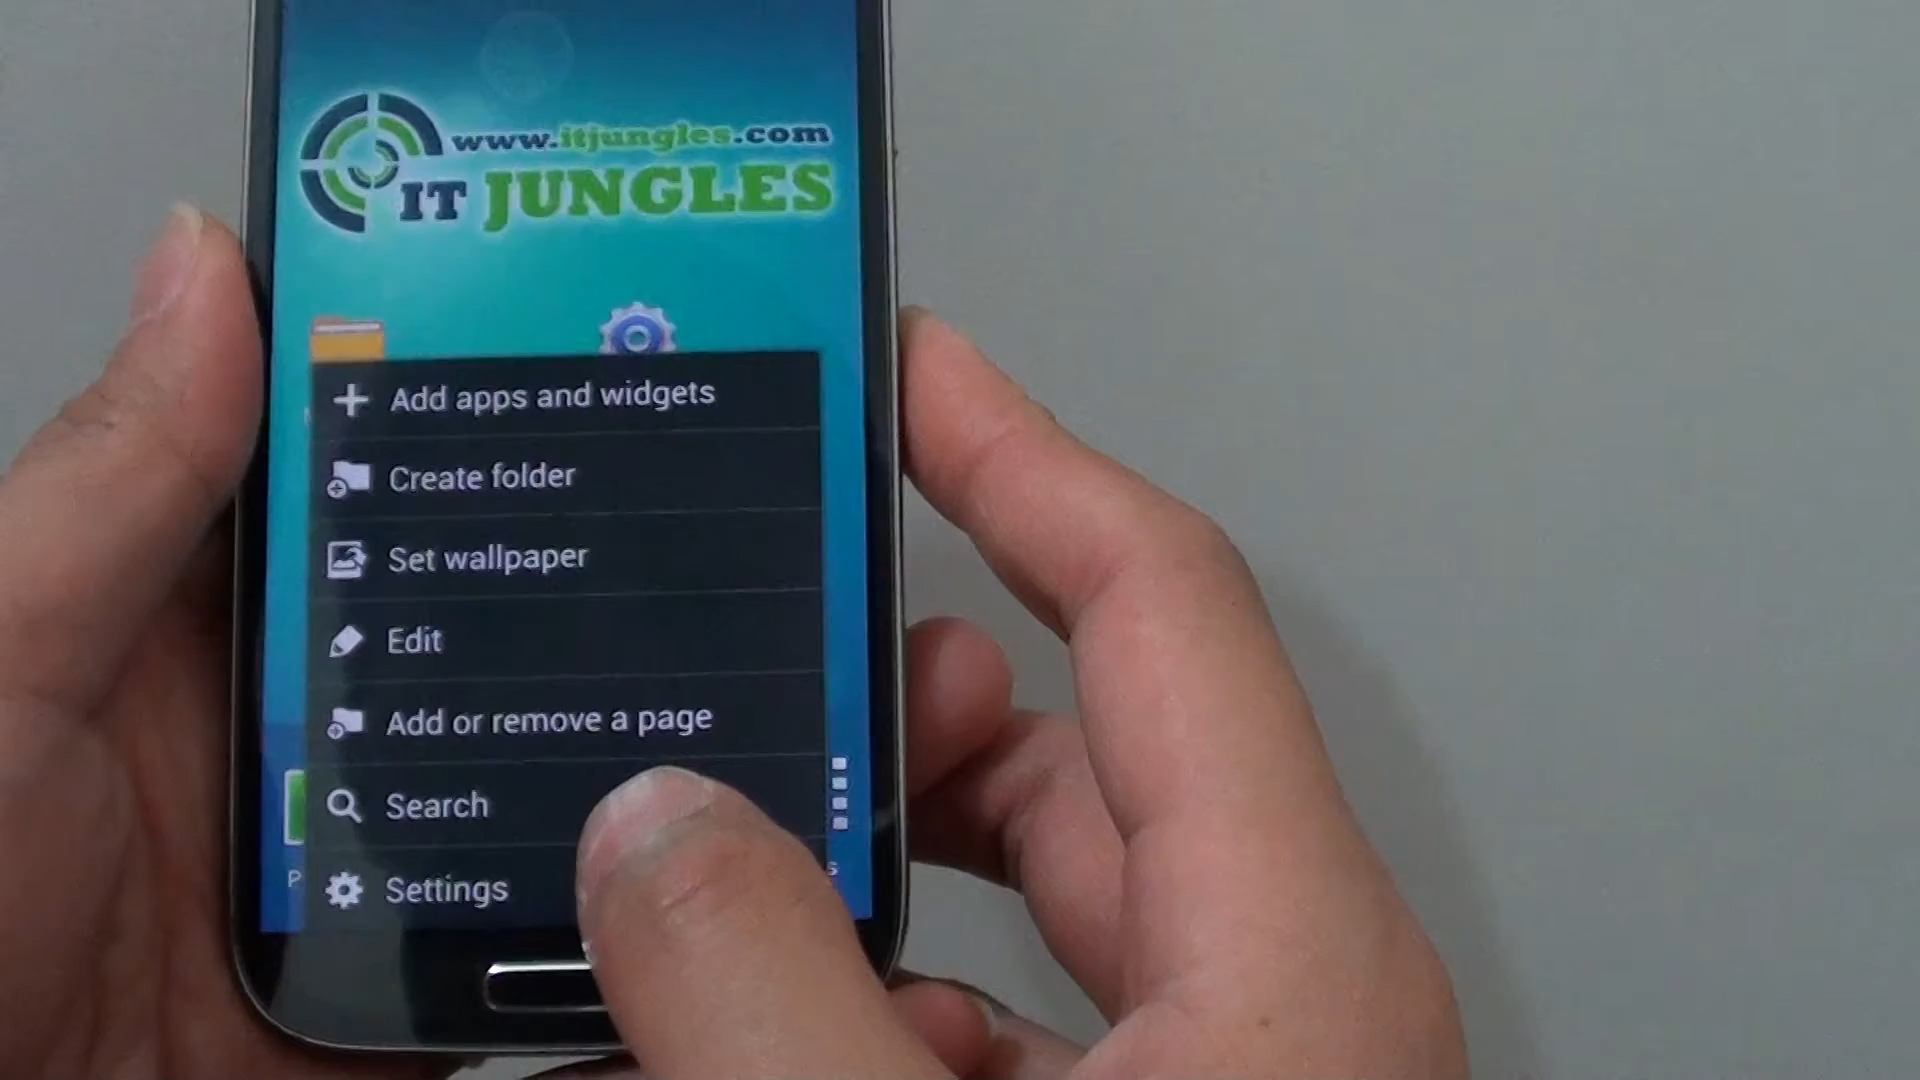 www.itjungles.com
IT JUNGLES
Add apps and widgets
Create folder
Set wallpaper
Edit
Add or remove a page
Search
Settings